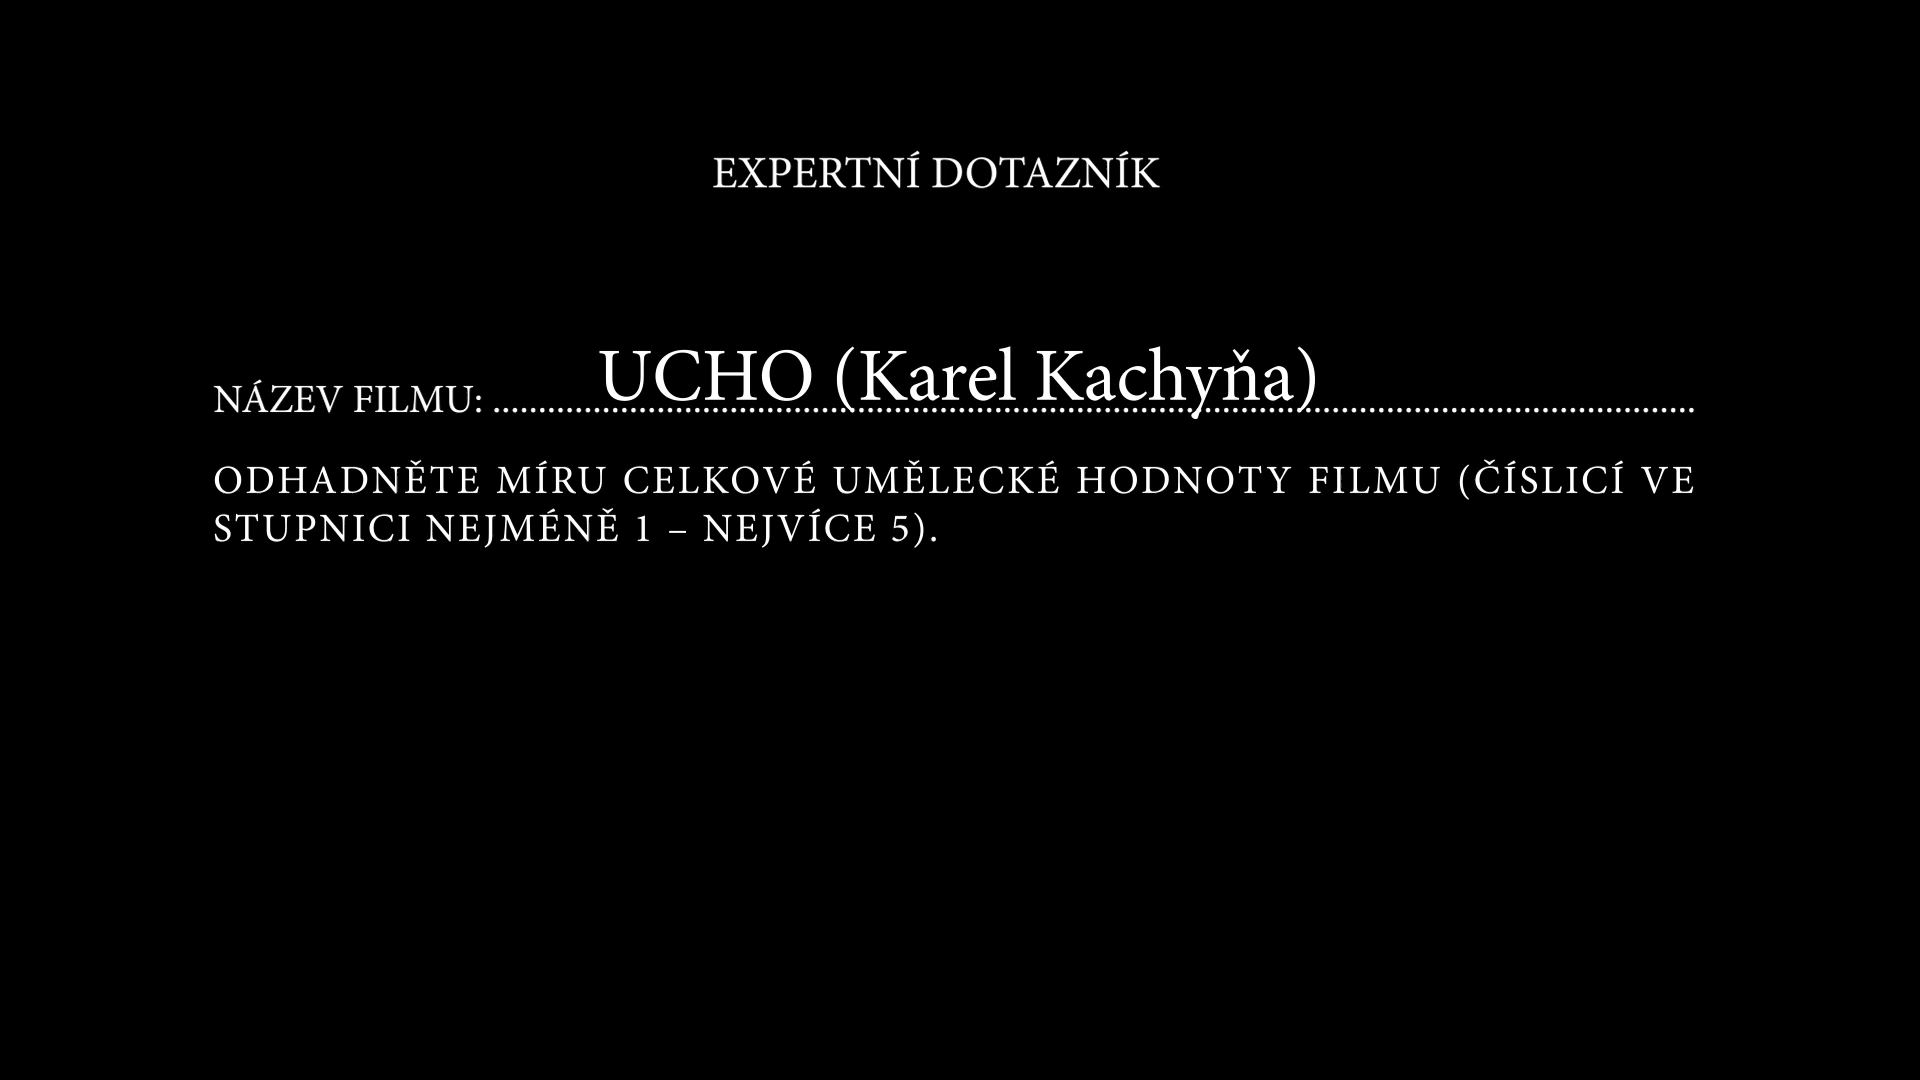 EXPERTNÍ DOTAZNÍK
NÁZEV FILMU: UCHO (Karel Kachyňa)
ODHADNĚTE MÍRU CELKOVÉ UMĚLECKÉ HODNOTY FILMU (ČÍSLICÍ VE
STUPNICI NEJMÉNĚ 1 – NEJVÍCE 5).